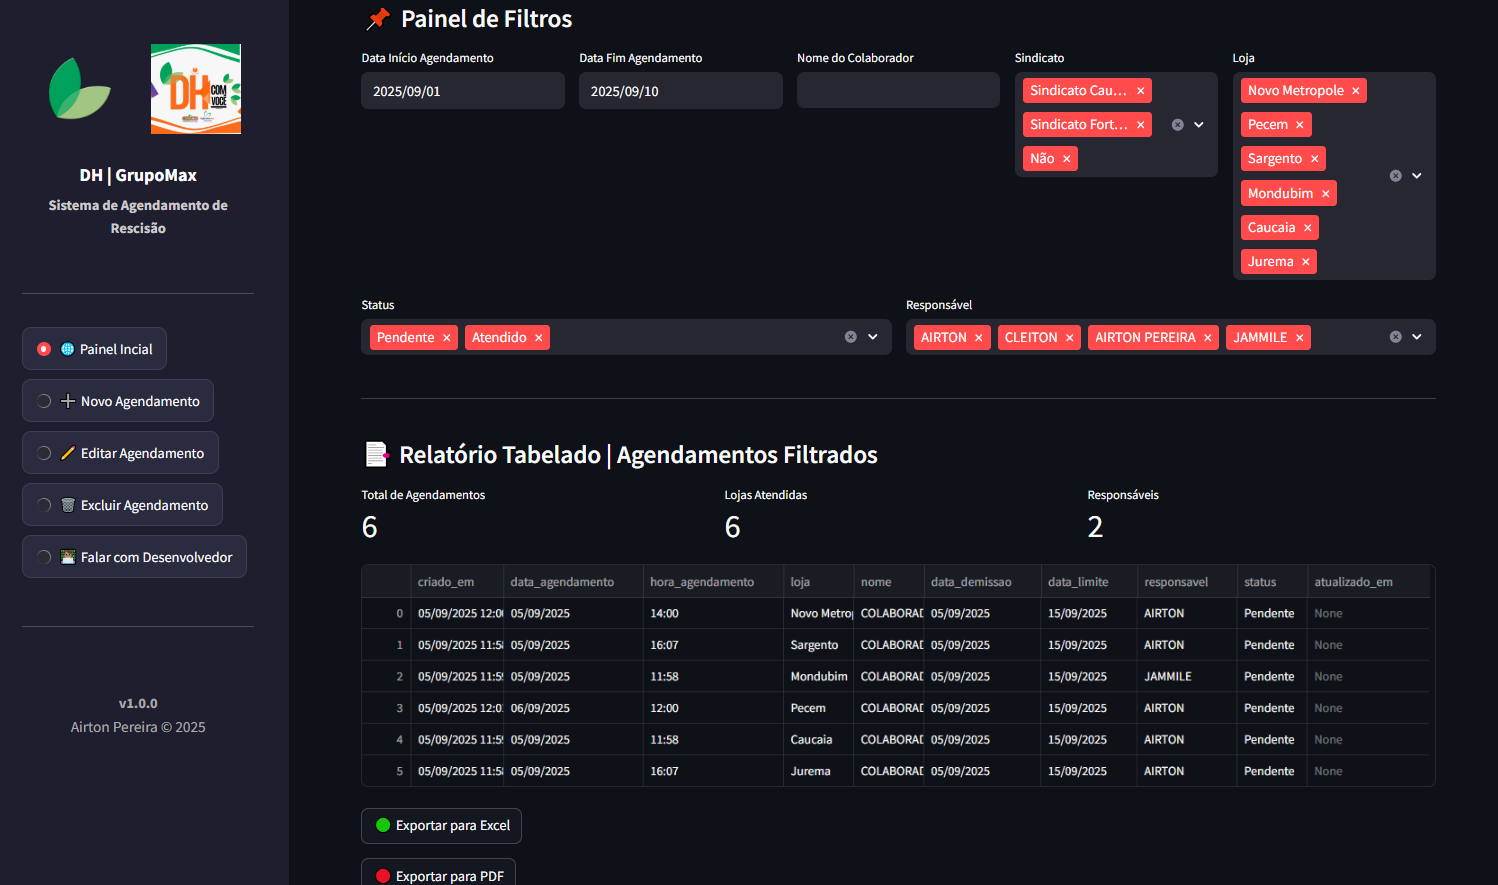 DH COM VOCÊ
DH | GrupoMax
Sistema de Agendamento de
Rescisão
Painel Incial
Novo Agendamento
Editar Agendamento
Excluir Agendamento
Falar com Desenvolvedor
v1.0.0
Airton Pereira © 2025
Painel de Filtros
Data Início Agendamento
2025/09/01
Data Fim Agendamento
2025/09/10
Nome do Colaborador
Sindicato
Sindicato Cau... ×
Sindicato Fort... ×
Não ×
Loja
Novo Metropole ×
Pecem ×
Sargento ×
Mondubim ×
Caucaia ×
Jurema ×
Status
Pendente × Atendido ×
Responsável
AIRTON × CLEITON × AIRTON PEREIRA × JAMMILE ×
Relatório Tabelado | Agendamentos Filtrados
Total de Agendamentos
6
Lojas Atendidas
6
Responsáveis
2
criado_em data_agendamento hora_agendamento loja nome data_demissao data_limite responsavel status atualizado_em
0 05/09/2025 12:0 05/09/2025 14:00 Novo Metro COLABORAD 05/09/2025 15/09/2025 AIRTON Pendente None
1 05/09/2025 11:5 05/09/2025 16:07 Sargento COLABORAD 05/09/2025 15/09/2025 AIRTON Pendente None
2 05/09/2025 11:5 05/09/2025 11:58 Mondubim COLABORAD 05/09/2025 15/09/2025 JAMMILE Pendente None
3 05/09/2025 12:0 06/09/2025 12:00 Pecem COLABORAD 05/09/2025 15/09/2025 AIRTON Pendente None
4 05/09/2025 11:5 05/09/2025 11:58 Caucaia COLABORAD 05/09/2025 15/09/2025 AIRTON Pendente None
5 05/09/2025 11:5 05/09/2025 16:07 Jurema COLABORAD 05/09/2025 15/09/2025 AIRTON Pendente None
Exportar para Excel
Exportar para PDF